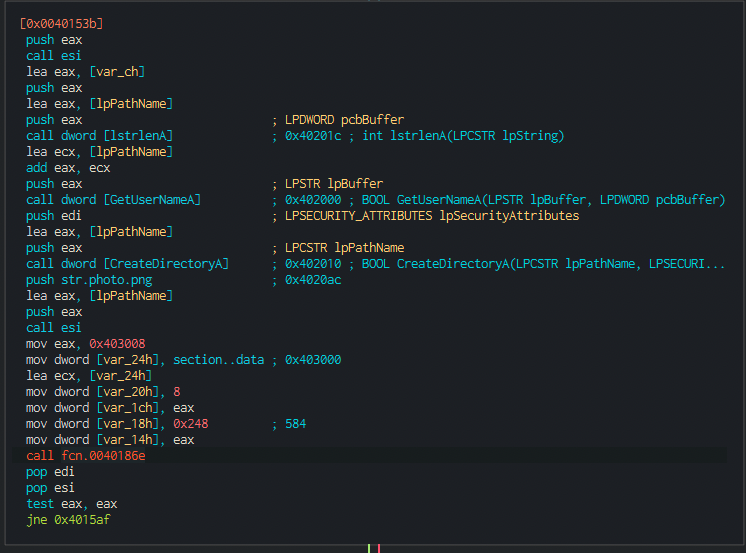 [0x0040153b]
push eax
call esi
lea eax, [var_ch]
push eax
lea eax, [lpPathName]
push eax ; LPDWORD pcbBuffer
call dword [lstrlenA] ; 0x40201c ; int lstrlenA(LPCSTR lpString)
lea ecx, [lpPathName]
add eax, ecx
push eax ; LPSTR lpBuffer
call dword [GetUserNameA] ; 0x402000 ; BOOL GetUserNameA(LPSTR lpBuffer, LPDWORD pcbBuffer)
push edi ; LPSECURITY_ATTRIBUTES lpSecurityAttributes
lea eax, [lpPathName]
push eax ; LPCSTR lpPathName
call dword [CreateDirectoryA] ; 0x402010 ; BOOL CreateDirectoryA(LPCSTR lpPathName, LPSECURI...
push str.photo.png ; 0x4020ac
lea eax, [lpPathName]
push eax
call esi
mov eax, 0x403008
mov dword [var_24h], section..data ; 0x403000
lea ecx, [var_24h]
mov dword [var_20h], 8
mov dword [var_1ch], eax
mov dword [var_18h], 0x248 ; 584
mov dword [var_14h], eax
call fcn.0040186e
pop edi
pop esi
test eax, eax
jne 0x4015af